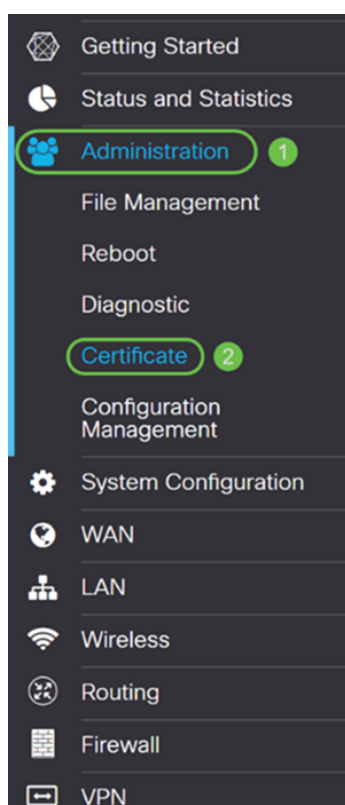 Getting Started
Status and Statistics
Administration 1
File Management
Reboot
Diagnostic
Certificate 2
Configuration
Management
System Configuration
WAN
LAN
Wireless
Routing
Firewall
VPN